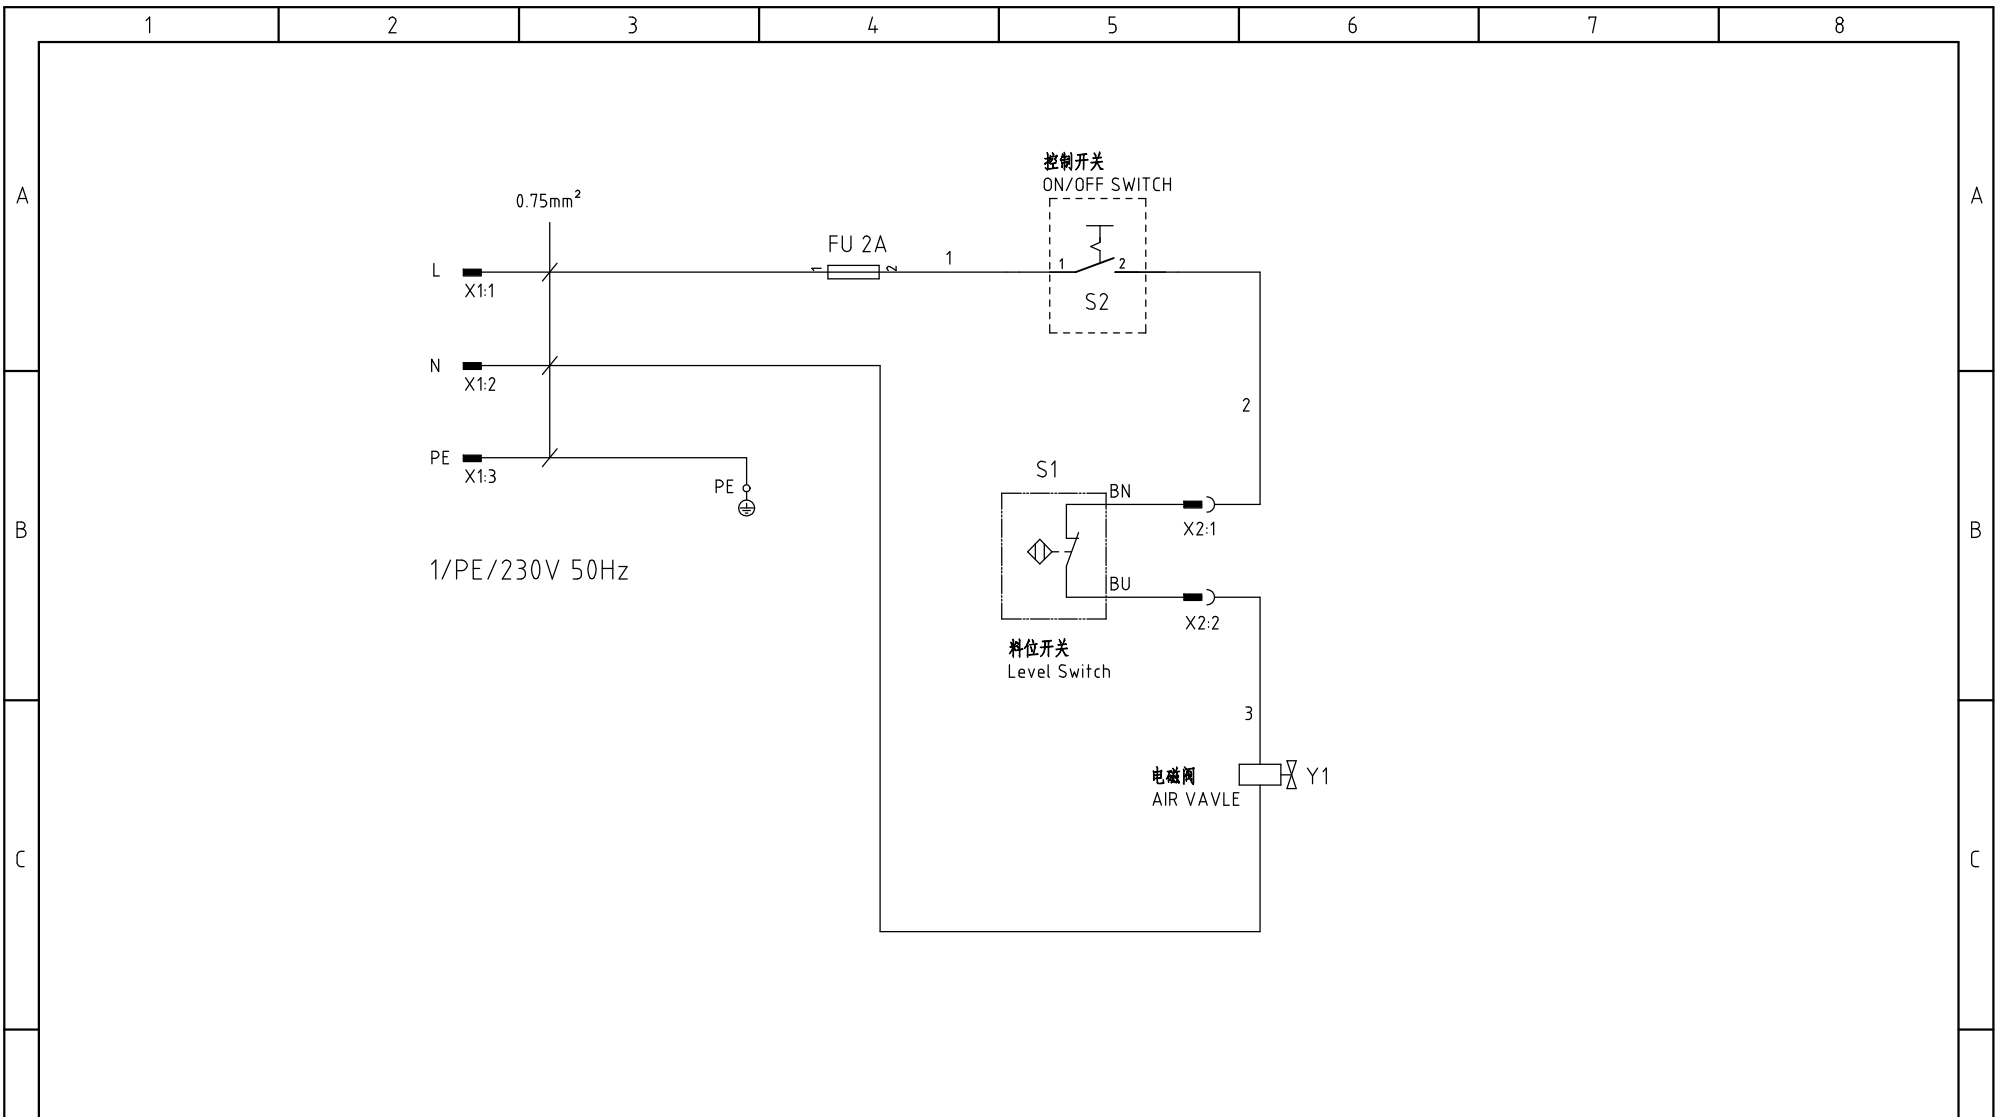 1 2 3 4 5 6 7 8
控制开关
ON/OFF SWITCH
A
A
0.75mm²
FU 2A
1
1
2
1
2
L
X1:1
S2
N
X1:2
2
PE
X1:3
S1
PE
BN
X2:1
B
B
1/PE/230V 50Hz
BU
X2:2
料位开关
Level Switch
3
电磁阀
AIR VAVLE
Y1
C
C